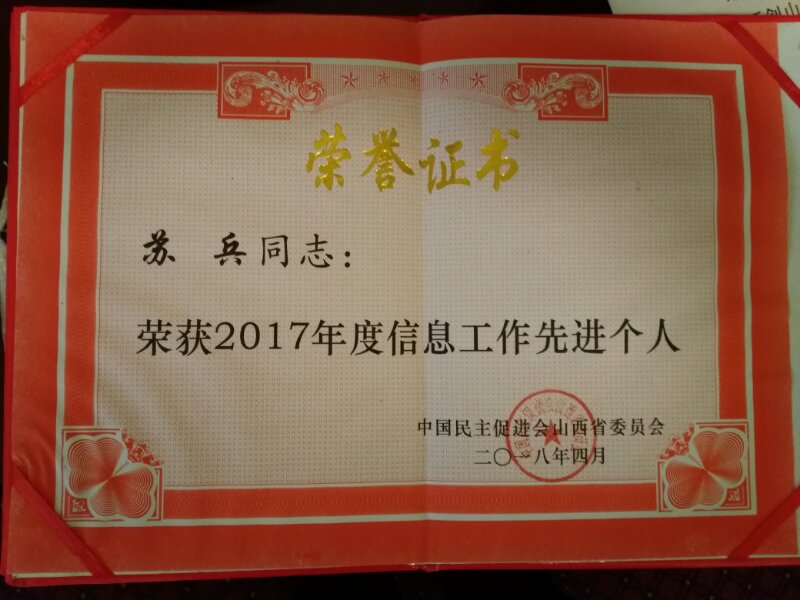 荣誉证书
苏 兵同志：
荣获2017年度信息工作先进个人
中国民主促进会山西省委员会
二〇一八年四月